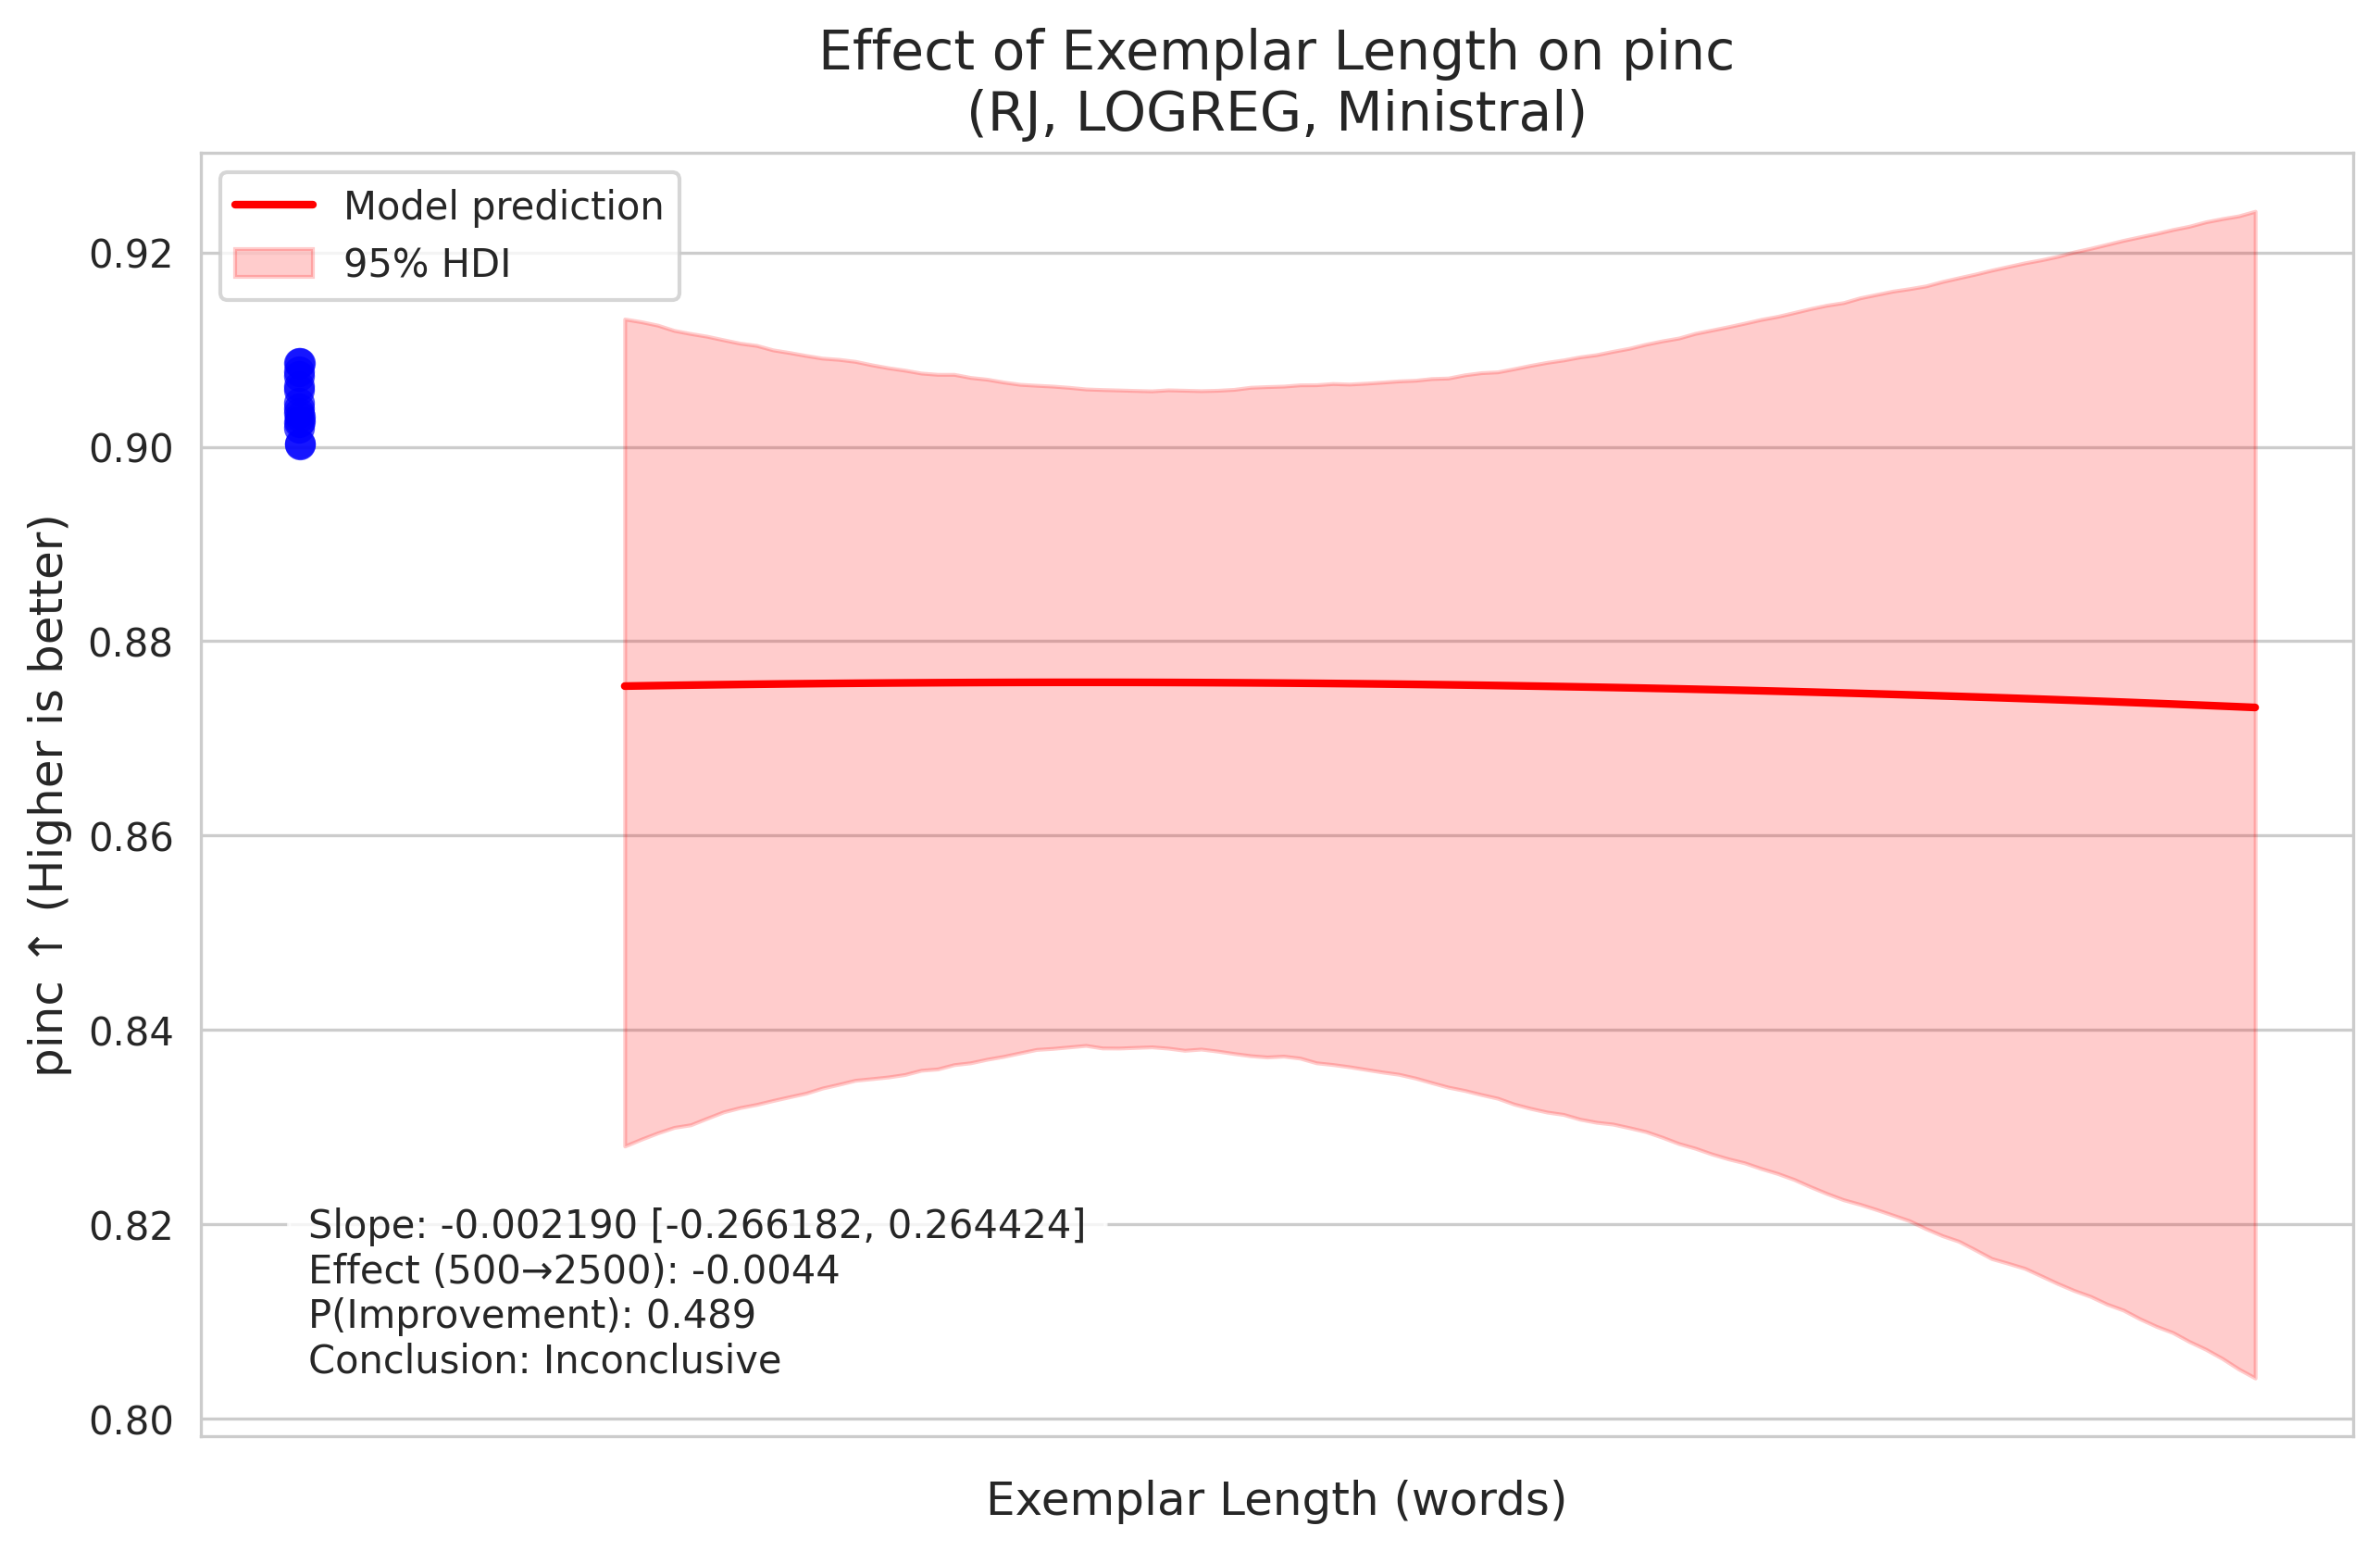 Effect of Exemplar Length on pinc
(RJ, LOGREG, Ministral)
Model prediction
95% HDI
0.92
0.90
0.88
0.86
0.84
0.82
0.80
pinc ↑ (Higher is better)
Slope: -0.002190 [-0.266182, 0.264424]
Effect (500→2500): -0.0044
P(Improvement): 0.489
Conclusion: Inconclusive
Exemplar Length (words)